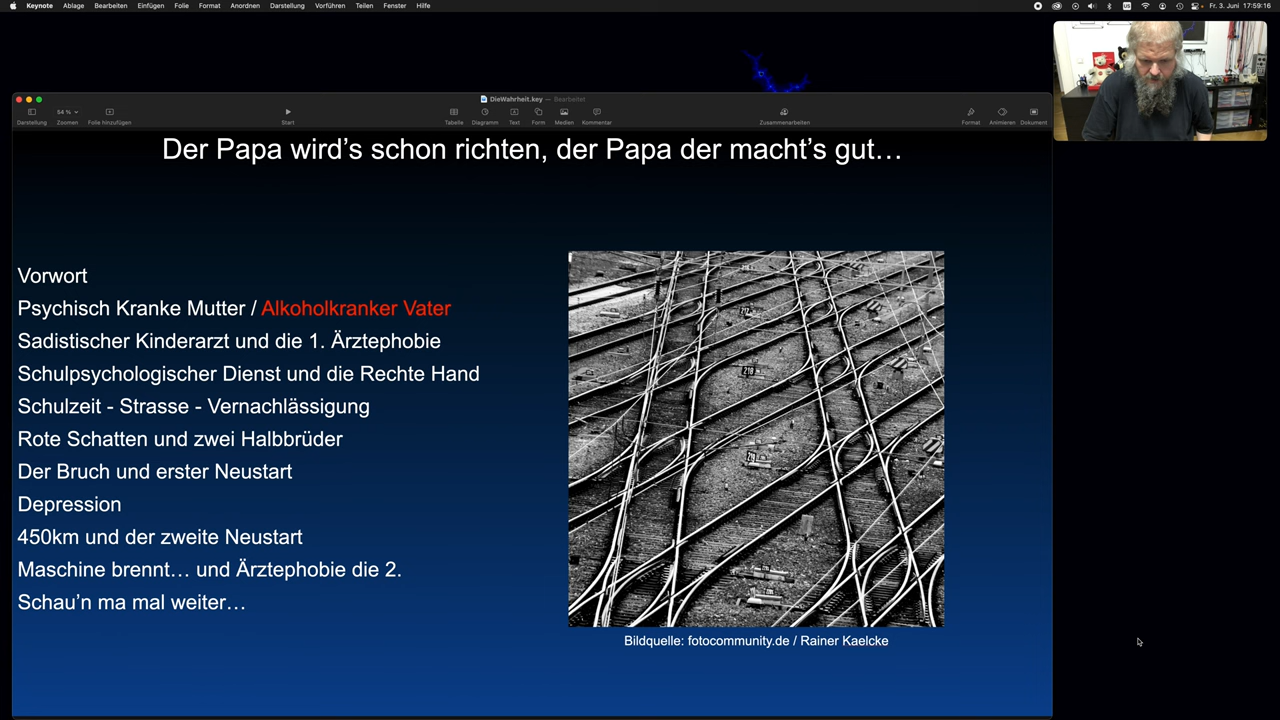 Keynote Ablage Bearbeiten Einfügen Folie Format Anordnen Darstellung Vorführen Teilen Fenster Hilfe
Fr. 3. Juni 17:59:16
DieWahrheit.key — Bearbeitet
54 %
Darstellung Zoomen Folie hinzufügen Start Tabelle Diagramm Text Form Medien Kommentar Zusammenarbeiten Format Animieren Dokument
Der Papa wird's schon richten, der Papa der macht's gut…
Vorwort
Psychisch Kranke Mutter / Alkoholkranker Vater
Sadistischer Kinderarzt und die 1. Ärztephobie
Schulpsychologischer Dienst und die Rechte Hand
Schulzeit - Strasse - Vernachlässigung
Rote Schatten und zwei Halbbrüder
Der Bruch und erster Neustart
Depression
450km und der zweite Neustart
Maschine brennt… und Ärztephobie die 2.
Schau'n ma mal weiter…
217
218
219
Bildquelle: fotocommunity.de / Rainer Kaelcke